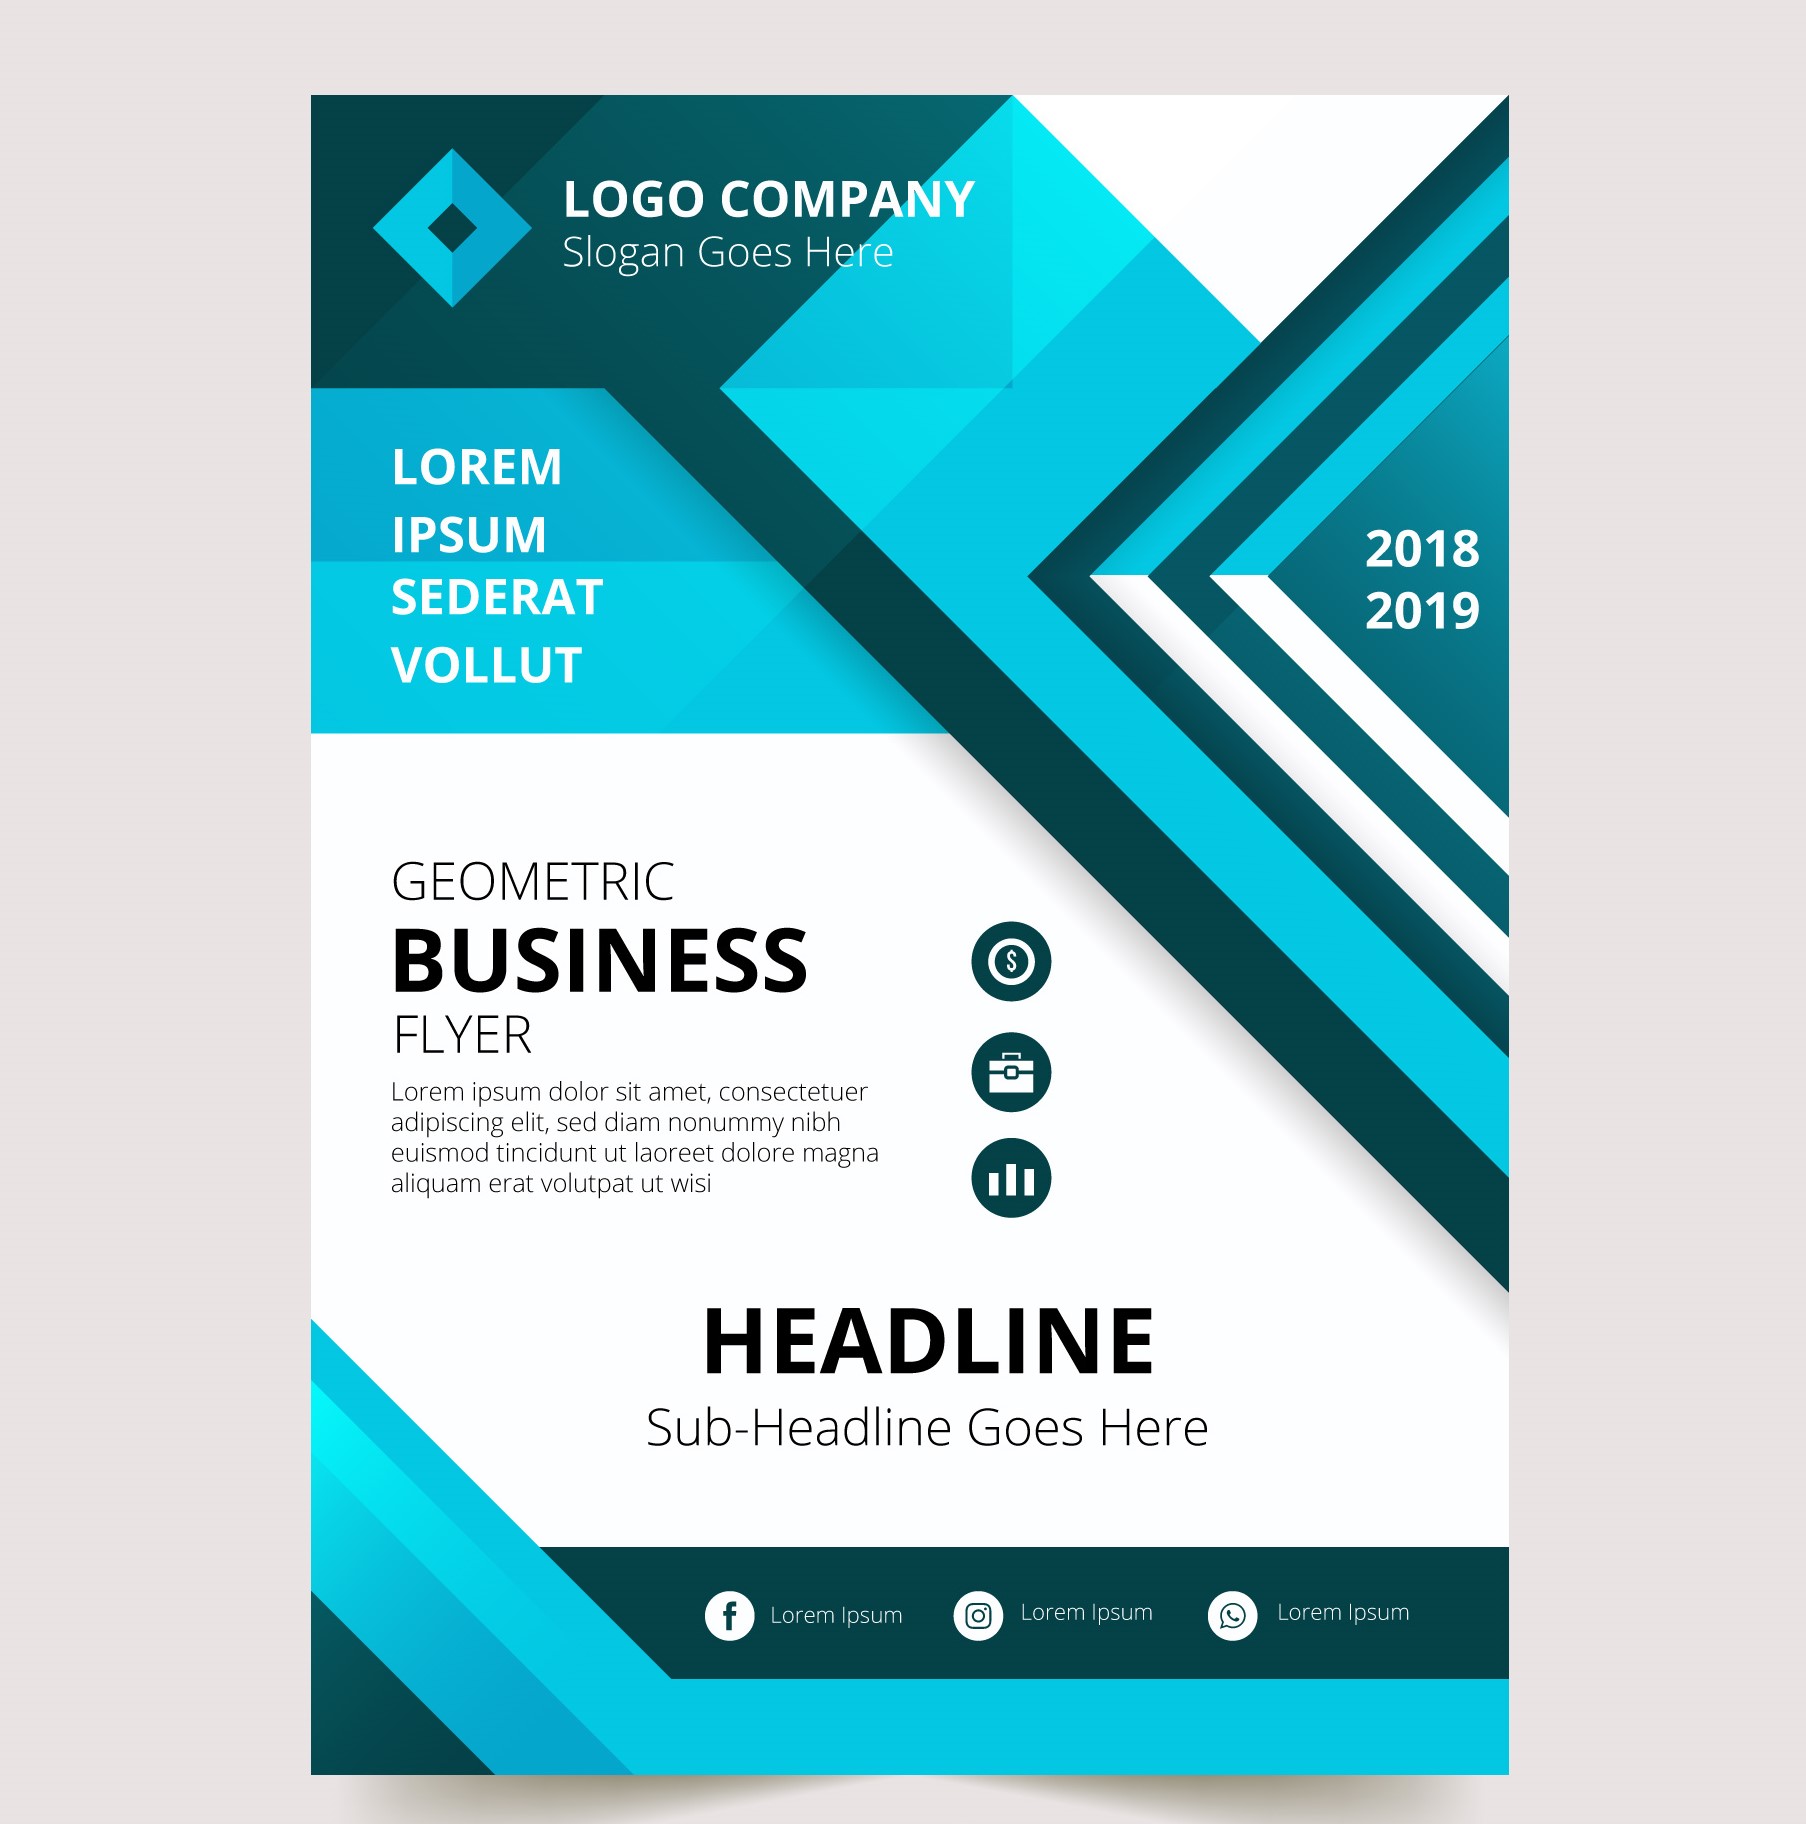 LOGO COMPANY
Slogan Goes Here
LOREM
IPSUM
SEDERAT
VOLLUT
2018
2019
GEOMETRIC
BUSINESS
FLYER
Lorem ipsum dolor sit amet, consectetuer
adipiscing elit, sed diam nonummy nibh
euismod tincidunt ut laoreet dolore magna
aliquam erat volutpat ut wisi
$
HEADLINE
Sub-Headline Goes Here
Lorem Ipsum
Lorem Ipsum
Lorem Ipsum